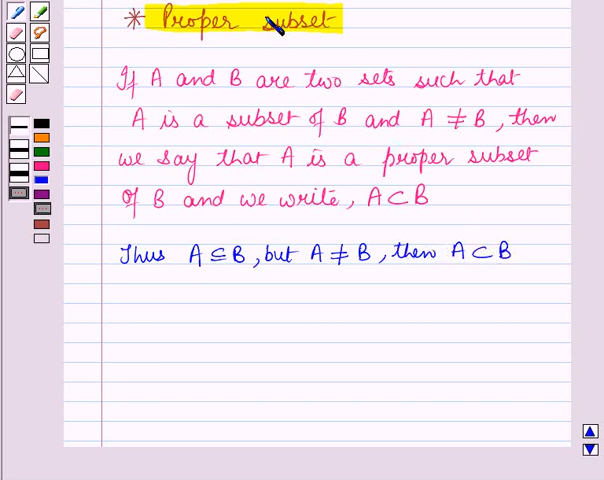 * Proper subset
If A and B are two sets such that
A is a subset of B and A ≠ B, then
we say that A is a proper subset
of B and we write, A ⊂ B
Thus A ⊆ B, but A ≠ B, then A ⊂ B